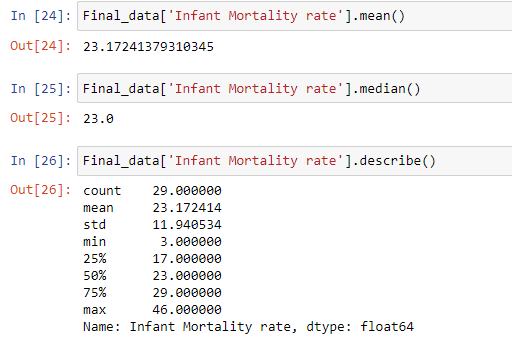 In [24]: Final_data['Infant Mortality rate'].mean()
Out[24]: 23.17241379310345
In [25]: Final_data['Infant Mortality rate'].median()
Out[25]: 23.0
In [26]: Final_data['Infant Mortality rate'].describe()
Out[26]: count    29.000000
mean     23.172414
std      11.940534
min       3.000000
25%      17.000000
50%      23.000000
75%      29.000000
max      46.000000
Name: Infant Mortality rate, dtype: float64